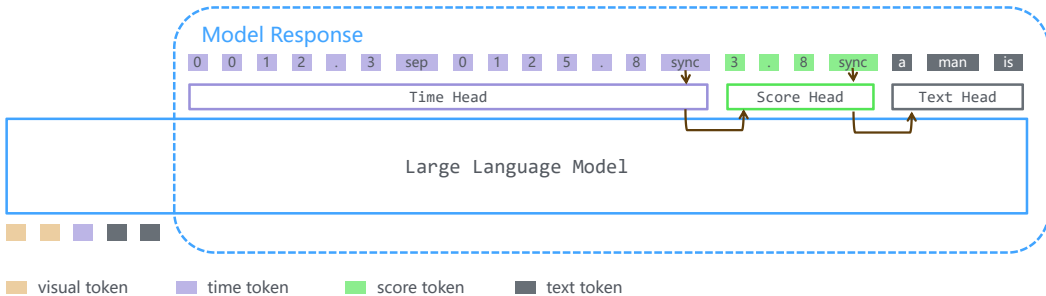 Model Response
0 0 1 2 . 3 sep 0 1 2 5 . 8 sync 3 . 8 sync a man is
Time Head Score Head Text Head
Large Language Model
visual token time token score token text token